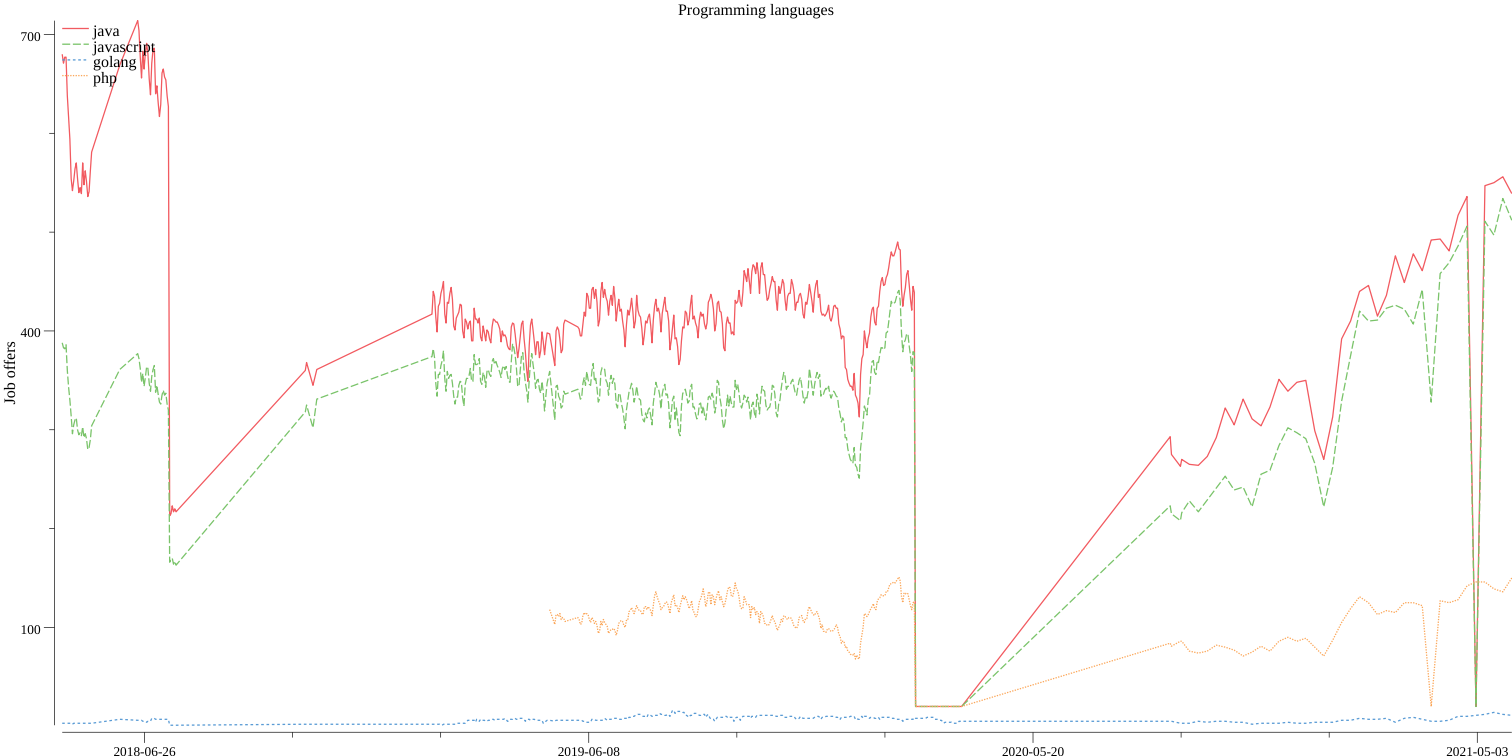 Programming languages
java
javascript
golang
php
700
400
100
Job offers
2018-06-26
2019-06-08
2020-05-20
2021-05-03